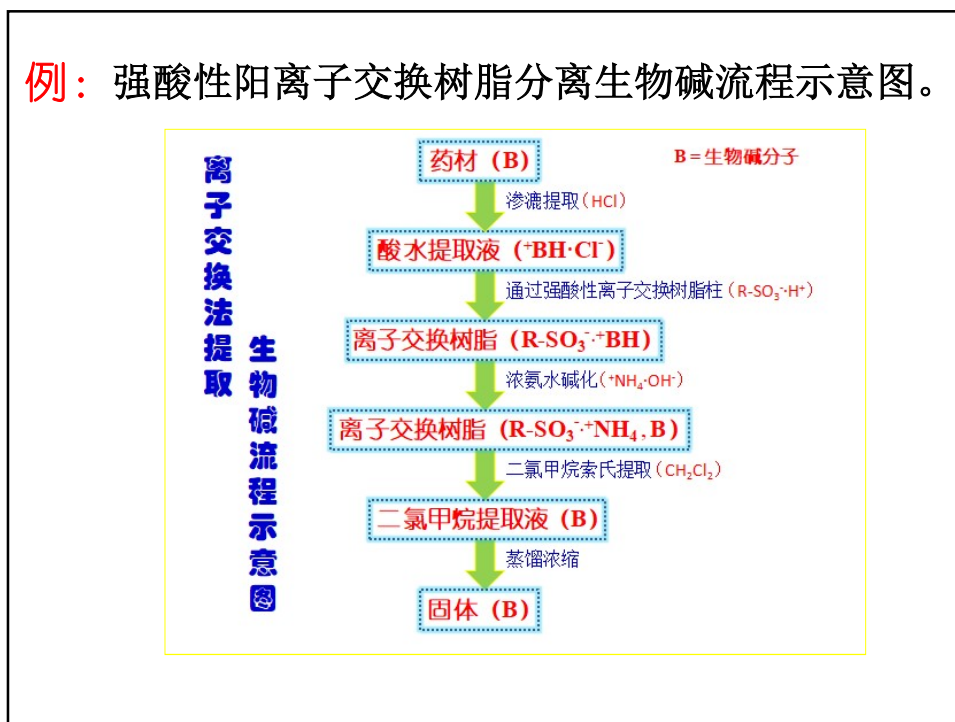 例：强酸性阳离子交换树脂分离生物碱流程示意图。
离子交换法提取
生物碱流程示意图
B = 生物碱分子
药材（B）
渗漉提取（HCl）
酸水提取液（⁺BH·Cl⁻）
通过强酸性离子交换树脂柱（R-SO₃⁻·H⁺）
离子交换树脂（R-SO₃⁻·⁺BH）
浓氨水碱化（⁺NH₄·OH⁻）
离子交换树脂（R-SO₃⁻·⁺NH₄, B）
二氯甲烷索氏提取（CH₂Cl₂）
二氯甲烷提取液（B）
蒸馏浓缩
固体（B）